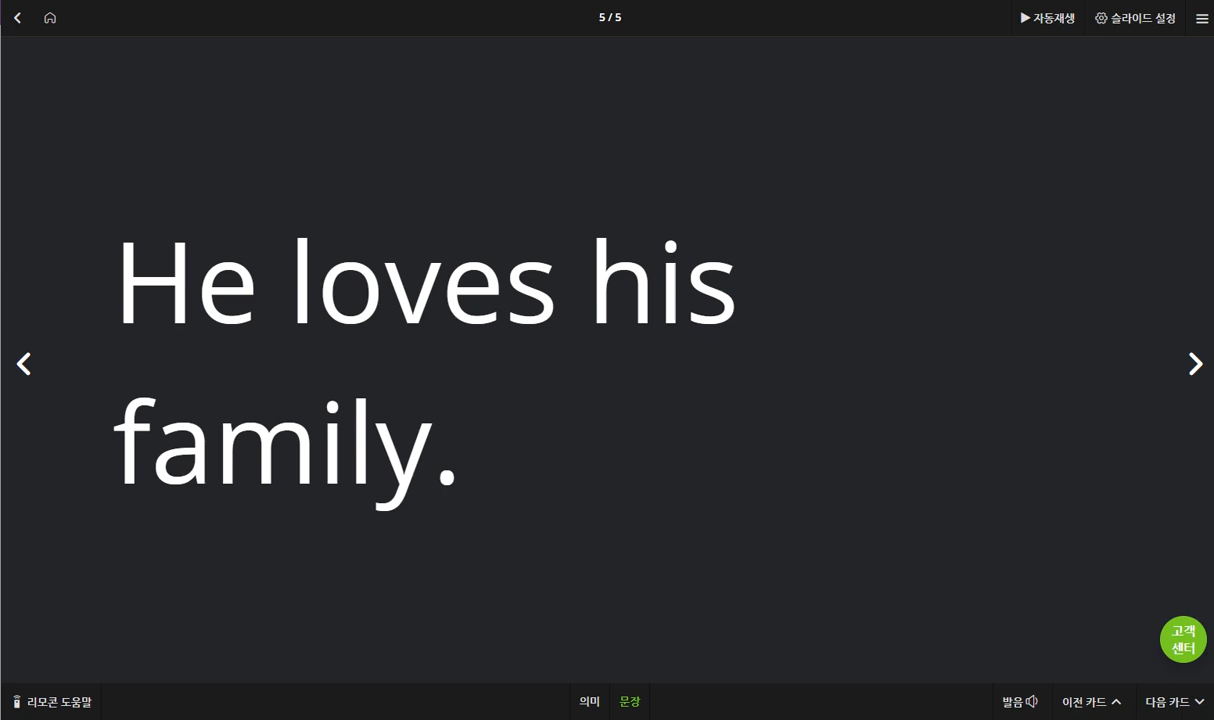 5 / 5
자동재생
슬라이드 설정
He loves his
family.
고객
센터
리모콘 도움말
의미
문장
발음
이전 카드
다음 카드